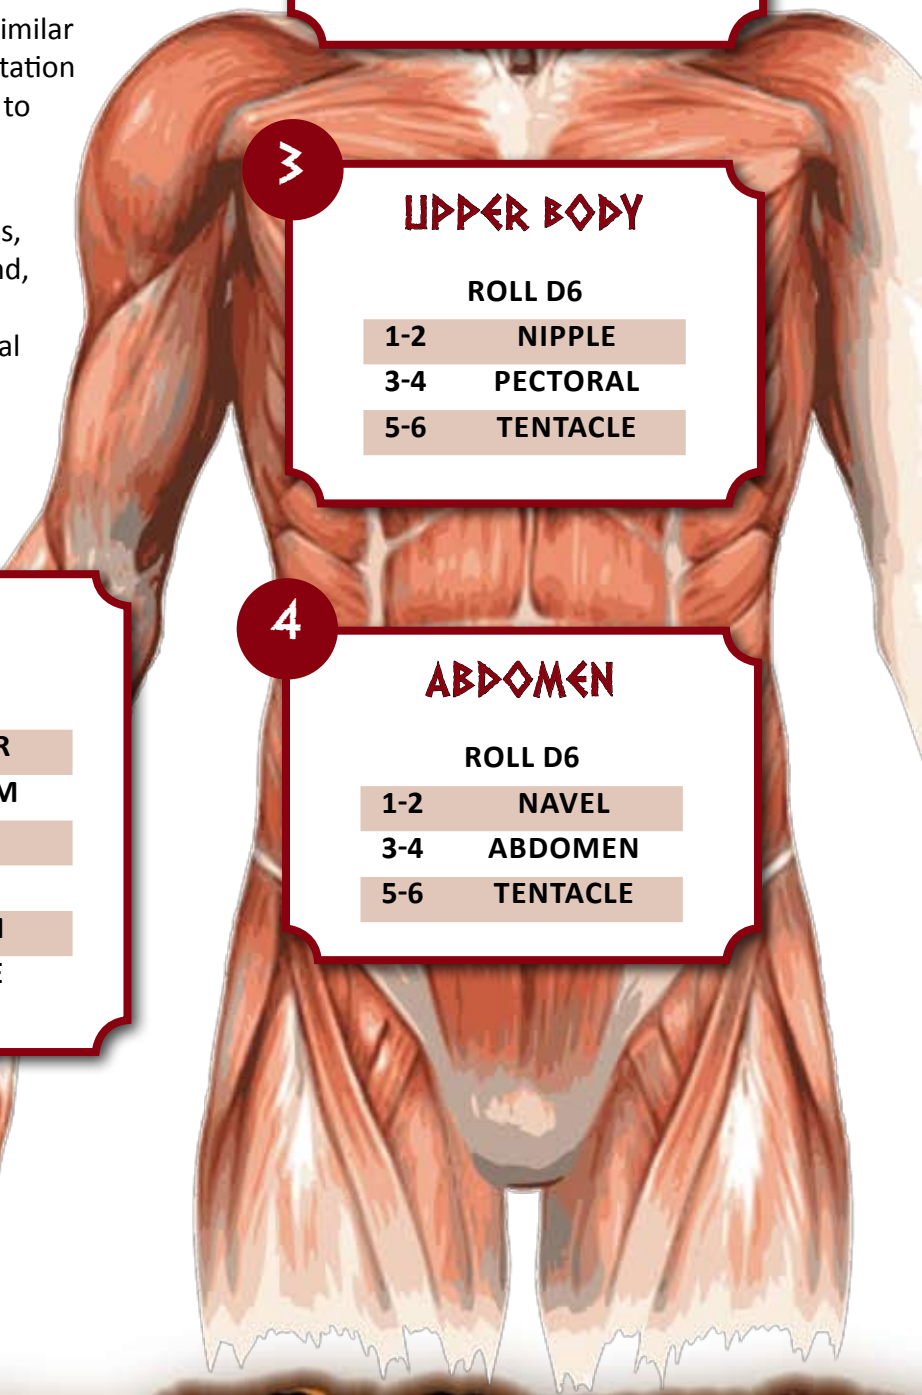 imilar
tation
to
s,
nd,
al
3
UPPER BODY
ROLL D6
1-2 NIPPLE
3-4 PECTORAL
5-6 TENTACLE
4
ABDOMEN
ROLL D6
1-2 NAVEL
3-4 ABDOMEN
5-6 TENTACLE
R
M
E